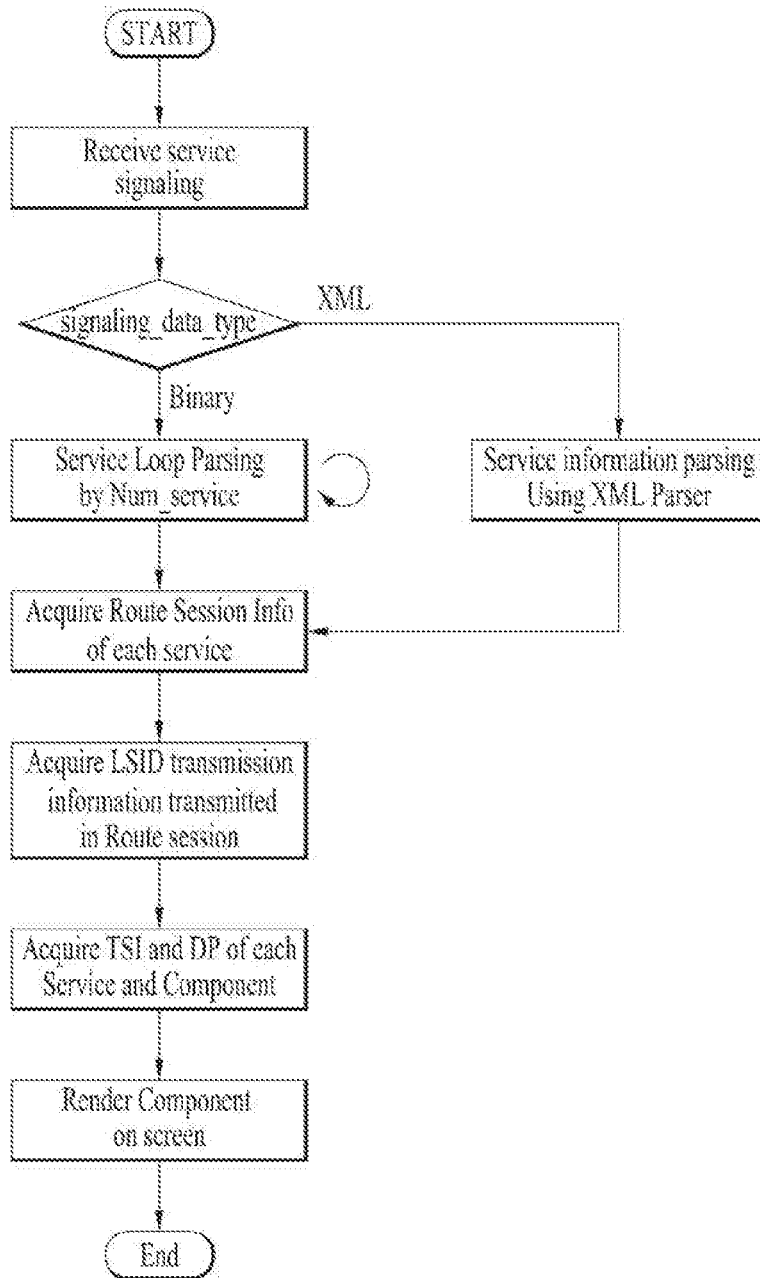 START
Receive service
signaling
signaling_data_type
XML
Binary
Service Loop Parsing
by Num_service
Service information parsing
Using XML Parser
Acquire Route Session Info
of each service
Acquire LSID transmission
information transmitted
in Route session
Acquire TSI and DP of each
Service and Component
Render Component
on screen
End